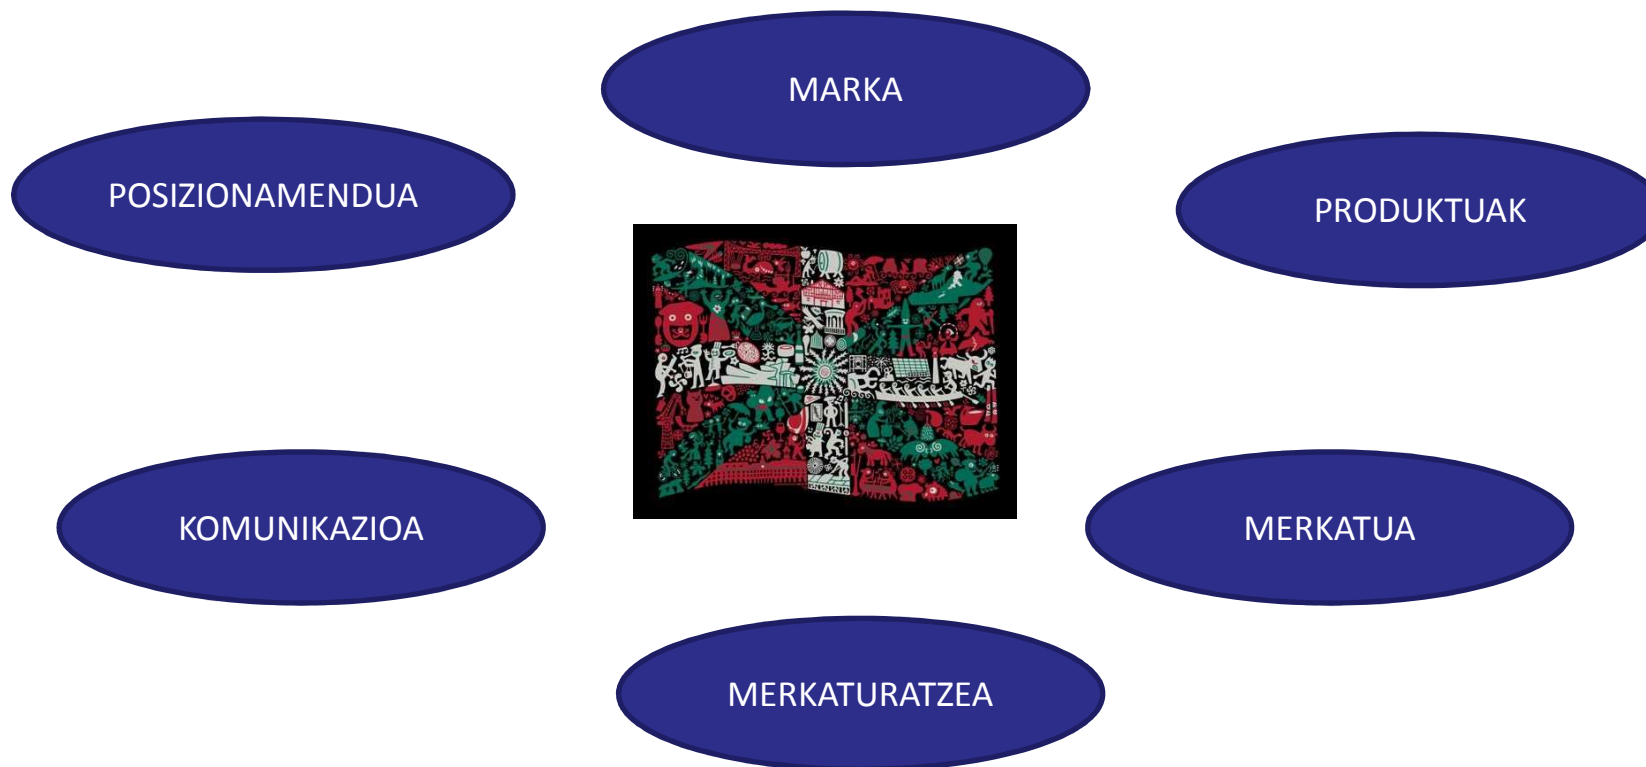 MARKA
POSIZIONAMENDUA
PRODUKTUAK
KOMUNIKAZIOA
MERKATUA
MERKATURATZEA